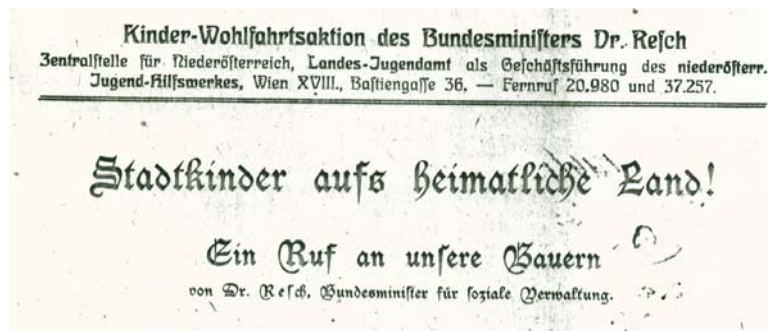 Kinder-Wohlfahrtsaktion des Bundesministers Dr. Resch
Zentralstelle für Niederösterreich, Landes-Jugendamt als Geschäftsführung des niederösterr.
Jugend-Hilfswerkes, Wien XVIII., Bastiengasse 36, — Fernruf 20.980 und 37.257.
Stadtkinder aufs heimatliche Land!
Ein Ruf an unsere Bauern
von Dr. Resch, Bundesminister für soziale Verwaltung.